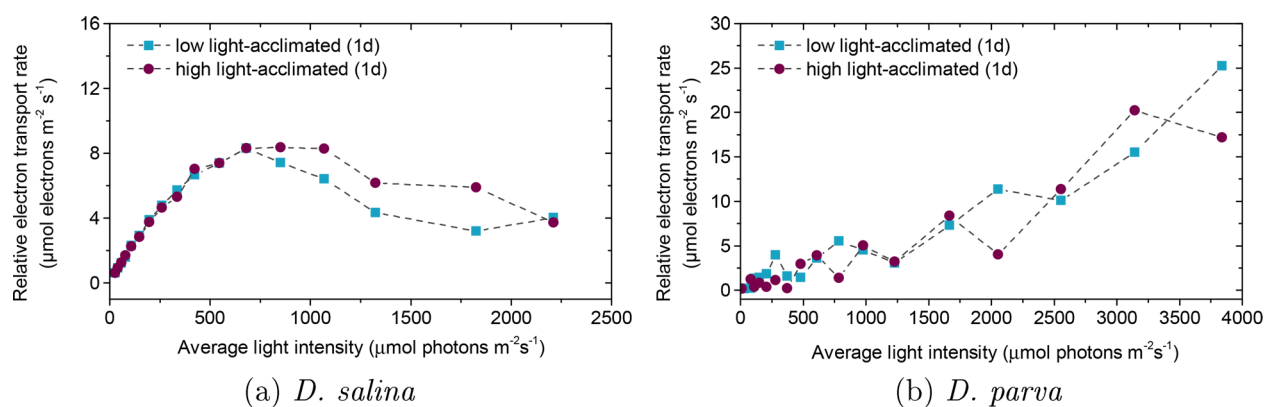 16
12
8
4
0
Relative electron transport rate
(μmol electrons m⁻² s⁻¹)
low light-acclimated (1d)
high light-acclimated (1d)
0 500 1000 1500 2000 2500
Average light intensity (μmol photons m⁻²s⁻¹)
(a) D. salina
30
25
20
15
10
5
0
Relative electron transport rate
(μmol electrons m⁻² s⁻¹)
low light-acclimated (1d)
high light-acclimated (1d)
0 500 1000 1500 2000 2500 3000 3500 4000
Average light intensity (μmol photons m⁻²s⁻¹)
(b) D. parva